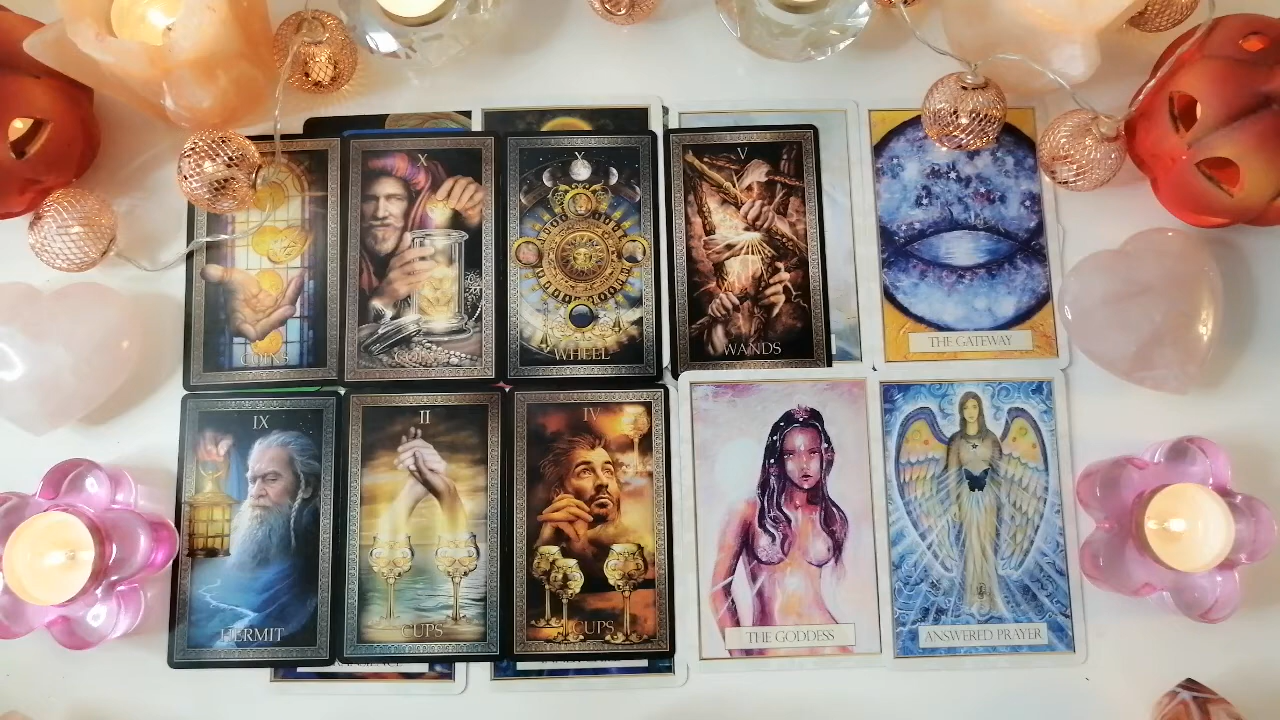 COINS
X
COINS
X
WHEEL
V
WANDS
THE GATEWAY
IX
HERMIT
II
CUPS
IV
CUPS
THE GODDESS
ANSWERED PRAYER